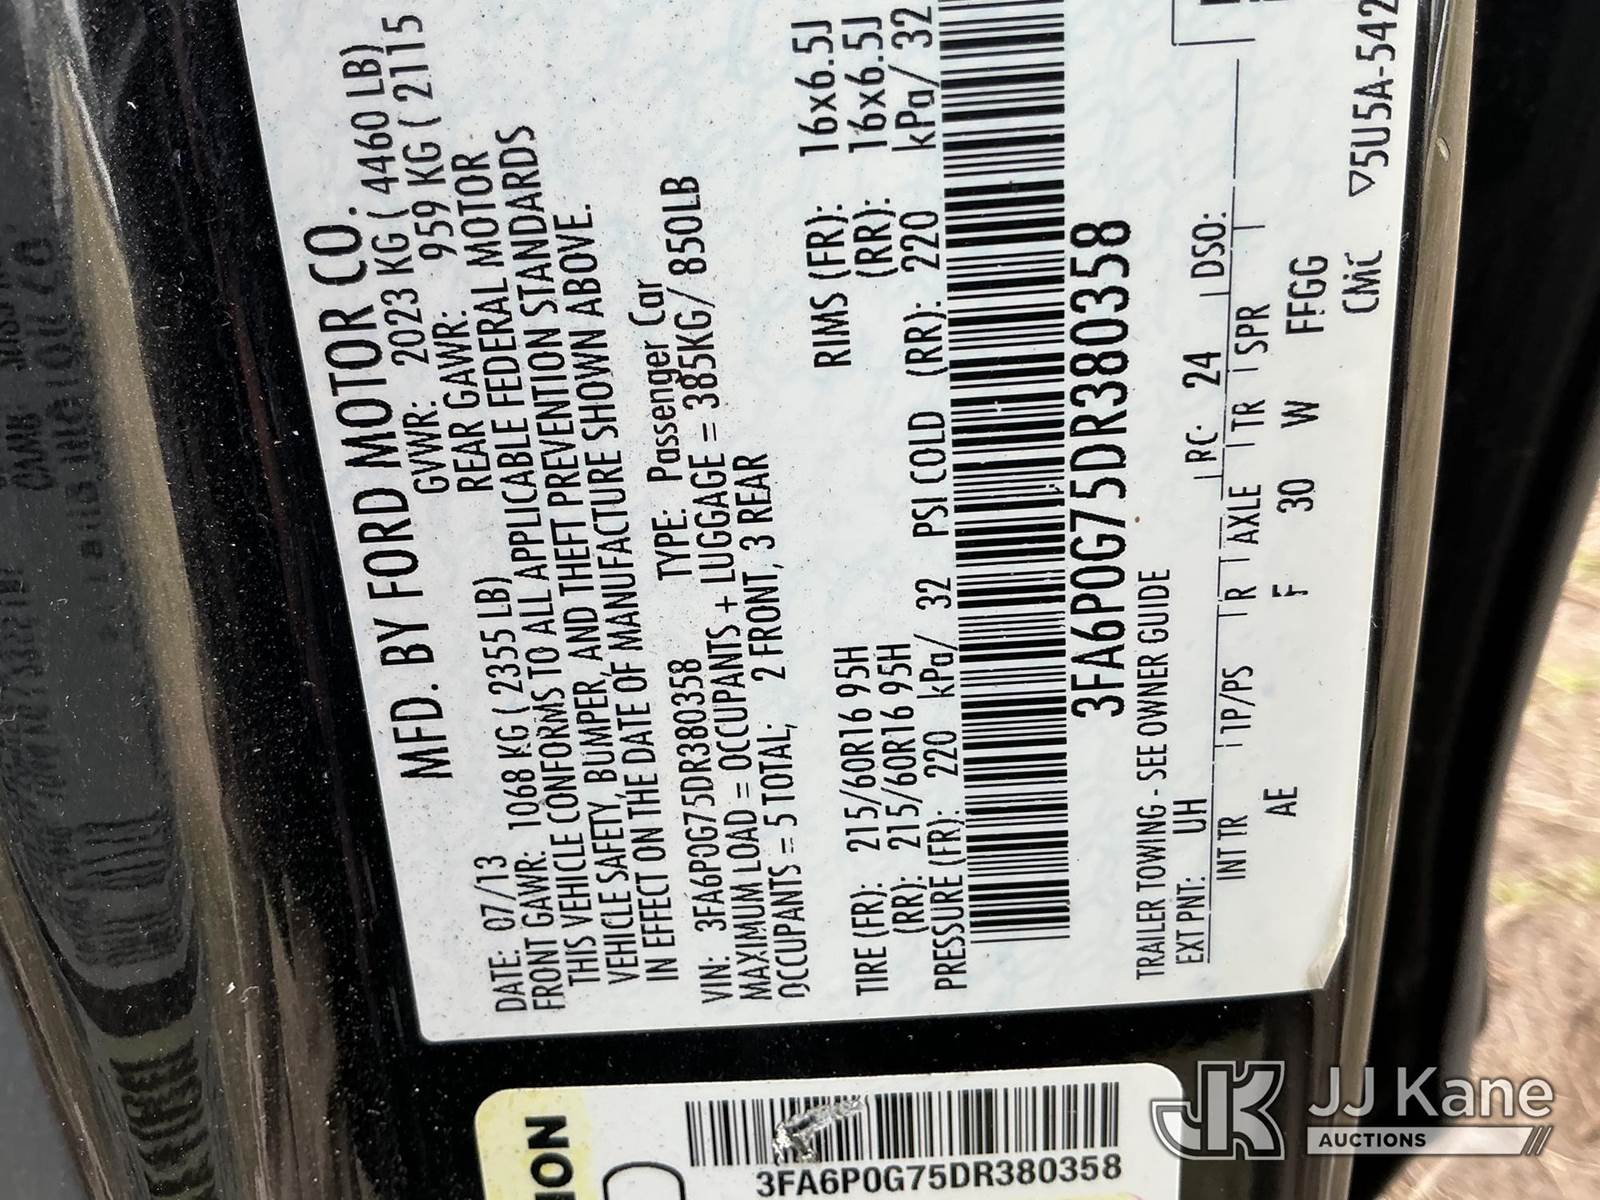 MFD. BY FORD MOTOR CO.
DATE: 07/13 GVWR: 2023 KG ( 4460 LB)
FRONT GAWR: 1068 KG ( 2355 LB) REAR GAWR: 959 KG ( 2115
THIS VEHICLE CONFORMS TO ALL APPLICABLE FEDERAL MOTOR
VEHICLE SAFETY, BUMPER, AND THEFT PREVENTION STANDARDS
IN EFFECT ON THE DATE OF MANUFACTURE SHOWN ABOVE.
VIN: 3FA6P0G75DR380358 TYPE: Passenger Car
MAXIMUM LOAD = OCCUPANTS + LUGGAGE = 385KG/ 850LB
OCCUPANTS = 5 TOTAL; 2 FRONT, 3 REAR
TIRE (FR): 215/60R16 95H RIMS (FR): 16x6.5J
(RR): 215/60R16 95H (RR): 16x6.5J
PRESSURE (FR): 220 kPa/ 32 PSI COLD (RR): 220 kPa/ 32
3FA6P0G75DR380358
TRAILER TOWING - SEE OWNER GUIDE
EXT PNT: UH RC: 24 DSO:
INT TR TP/PS R AXLE TR SPR
AE F 30 W FFGG
CMC ▽5U5A-542
ION
3FA6P0G75DR380358
JK
JJ Kane
AUCTIONS